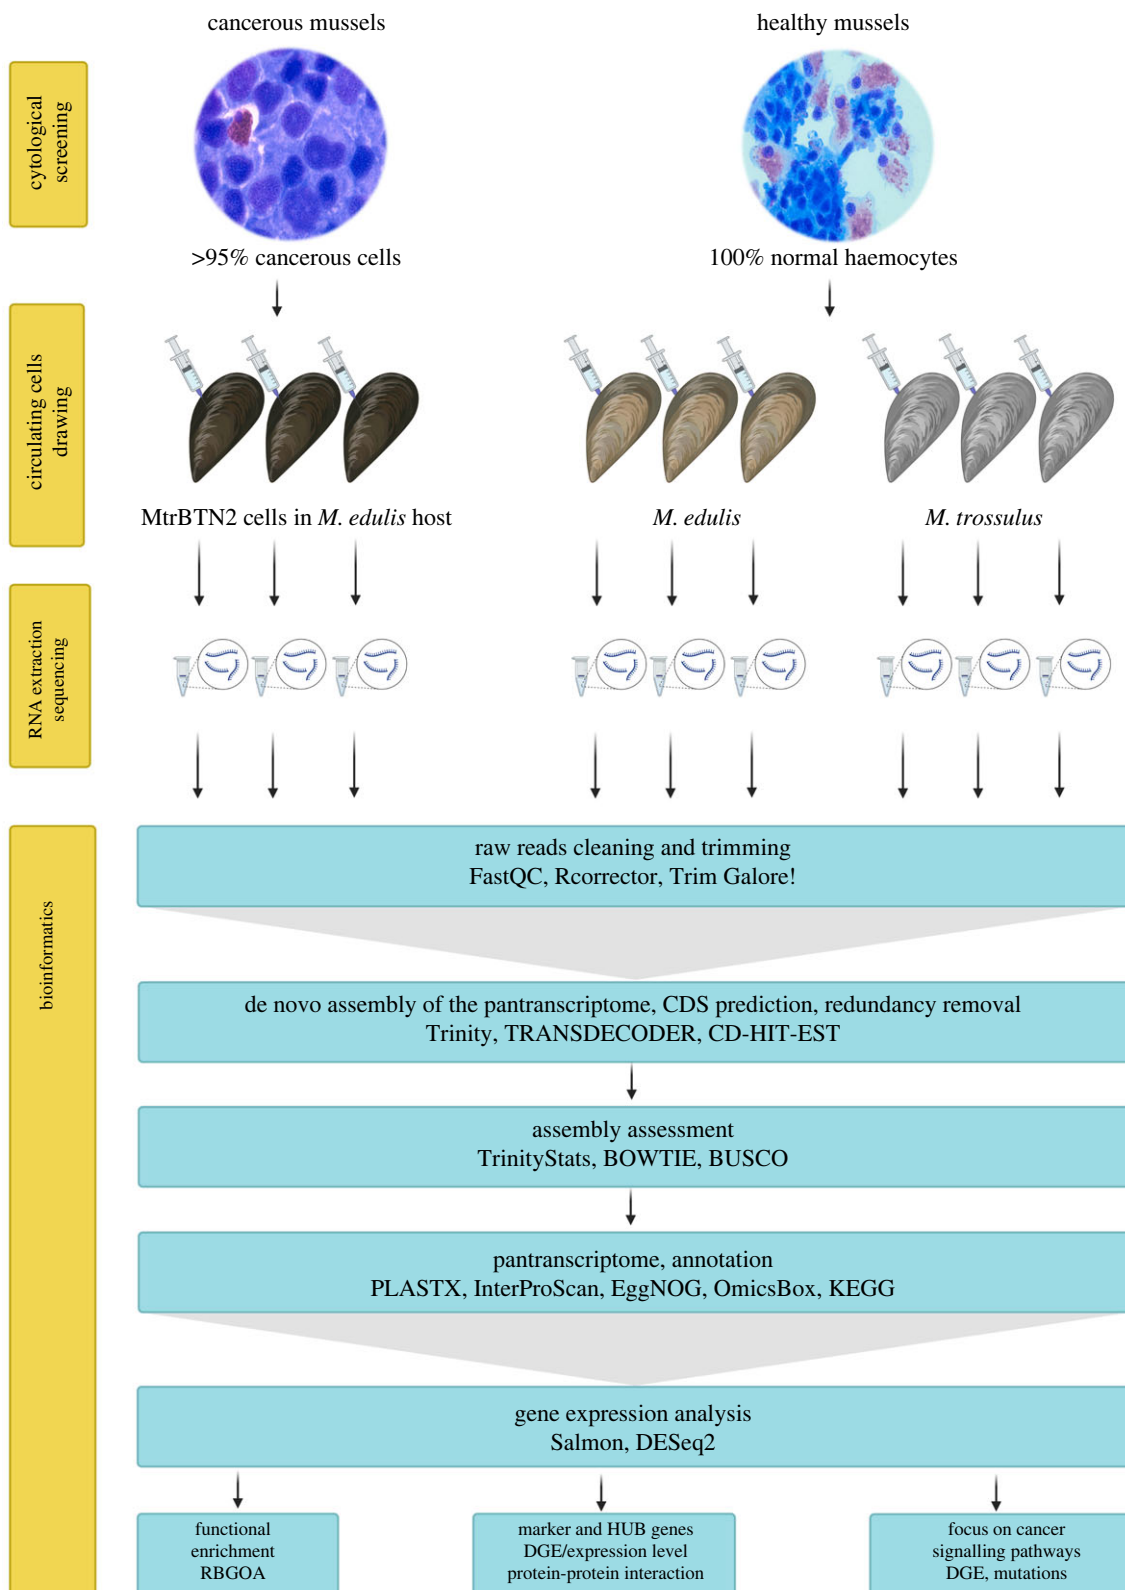 cancerous mussels
healthy mussels
cytological
screening
>95% cancerous cells
100% normal haemocytes
circulating cells
drawing
MtrBTN2 cells in M. edulis host
M. edulis
M. trossulus
RNA extraction
sequencing
bioinformatics
raw reads cleaning and trimming
FastQC, Rcorrector, Trim Galore!
de novo assembly of the pantranscriptome, CDS prediction, redundancy removal
Trinity, TRANSDECODER, CD-HIT-EST
assembly assessment
TrinityStats, BOWTIE, BUSCO
pantranscriptome, annotation
PLASTX, InterProScan, EggNOG, OmicsBox, KEGG
gene expression analysis
Salmon, DESeq2
functional
enrichment
RBGOA
marker and HUB genes
DGE/expression level
protein-protein interaction
focus on cancer
signalling pathways
DGE, mutations